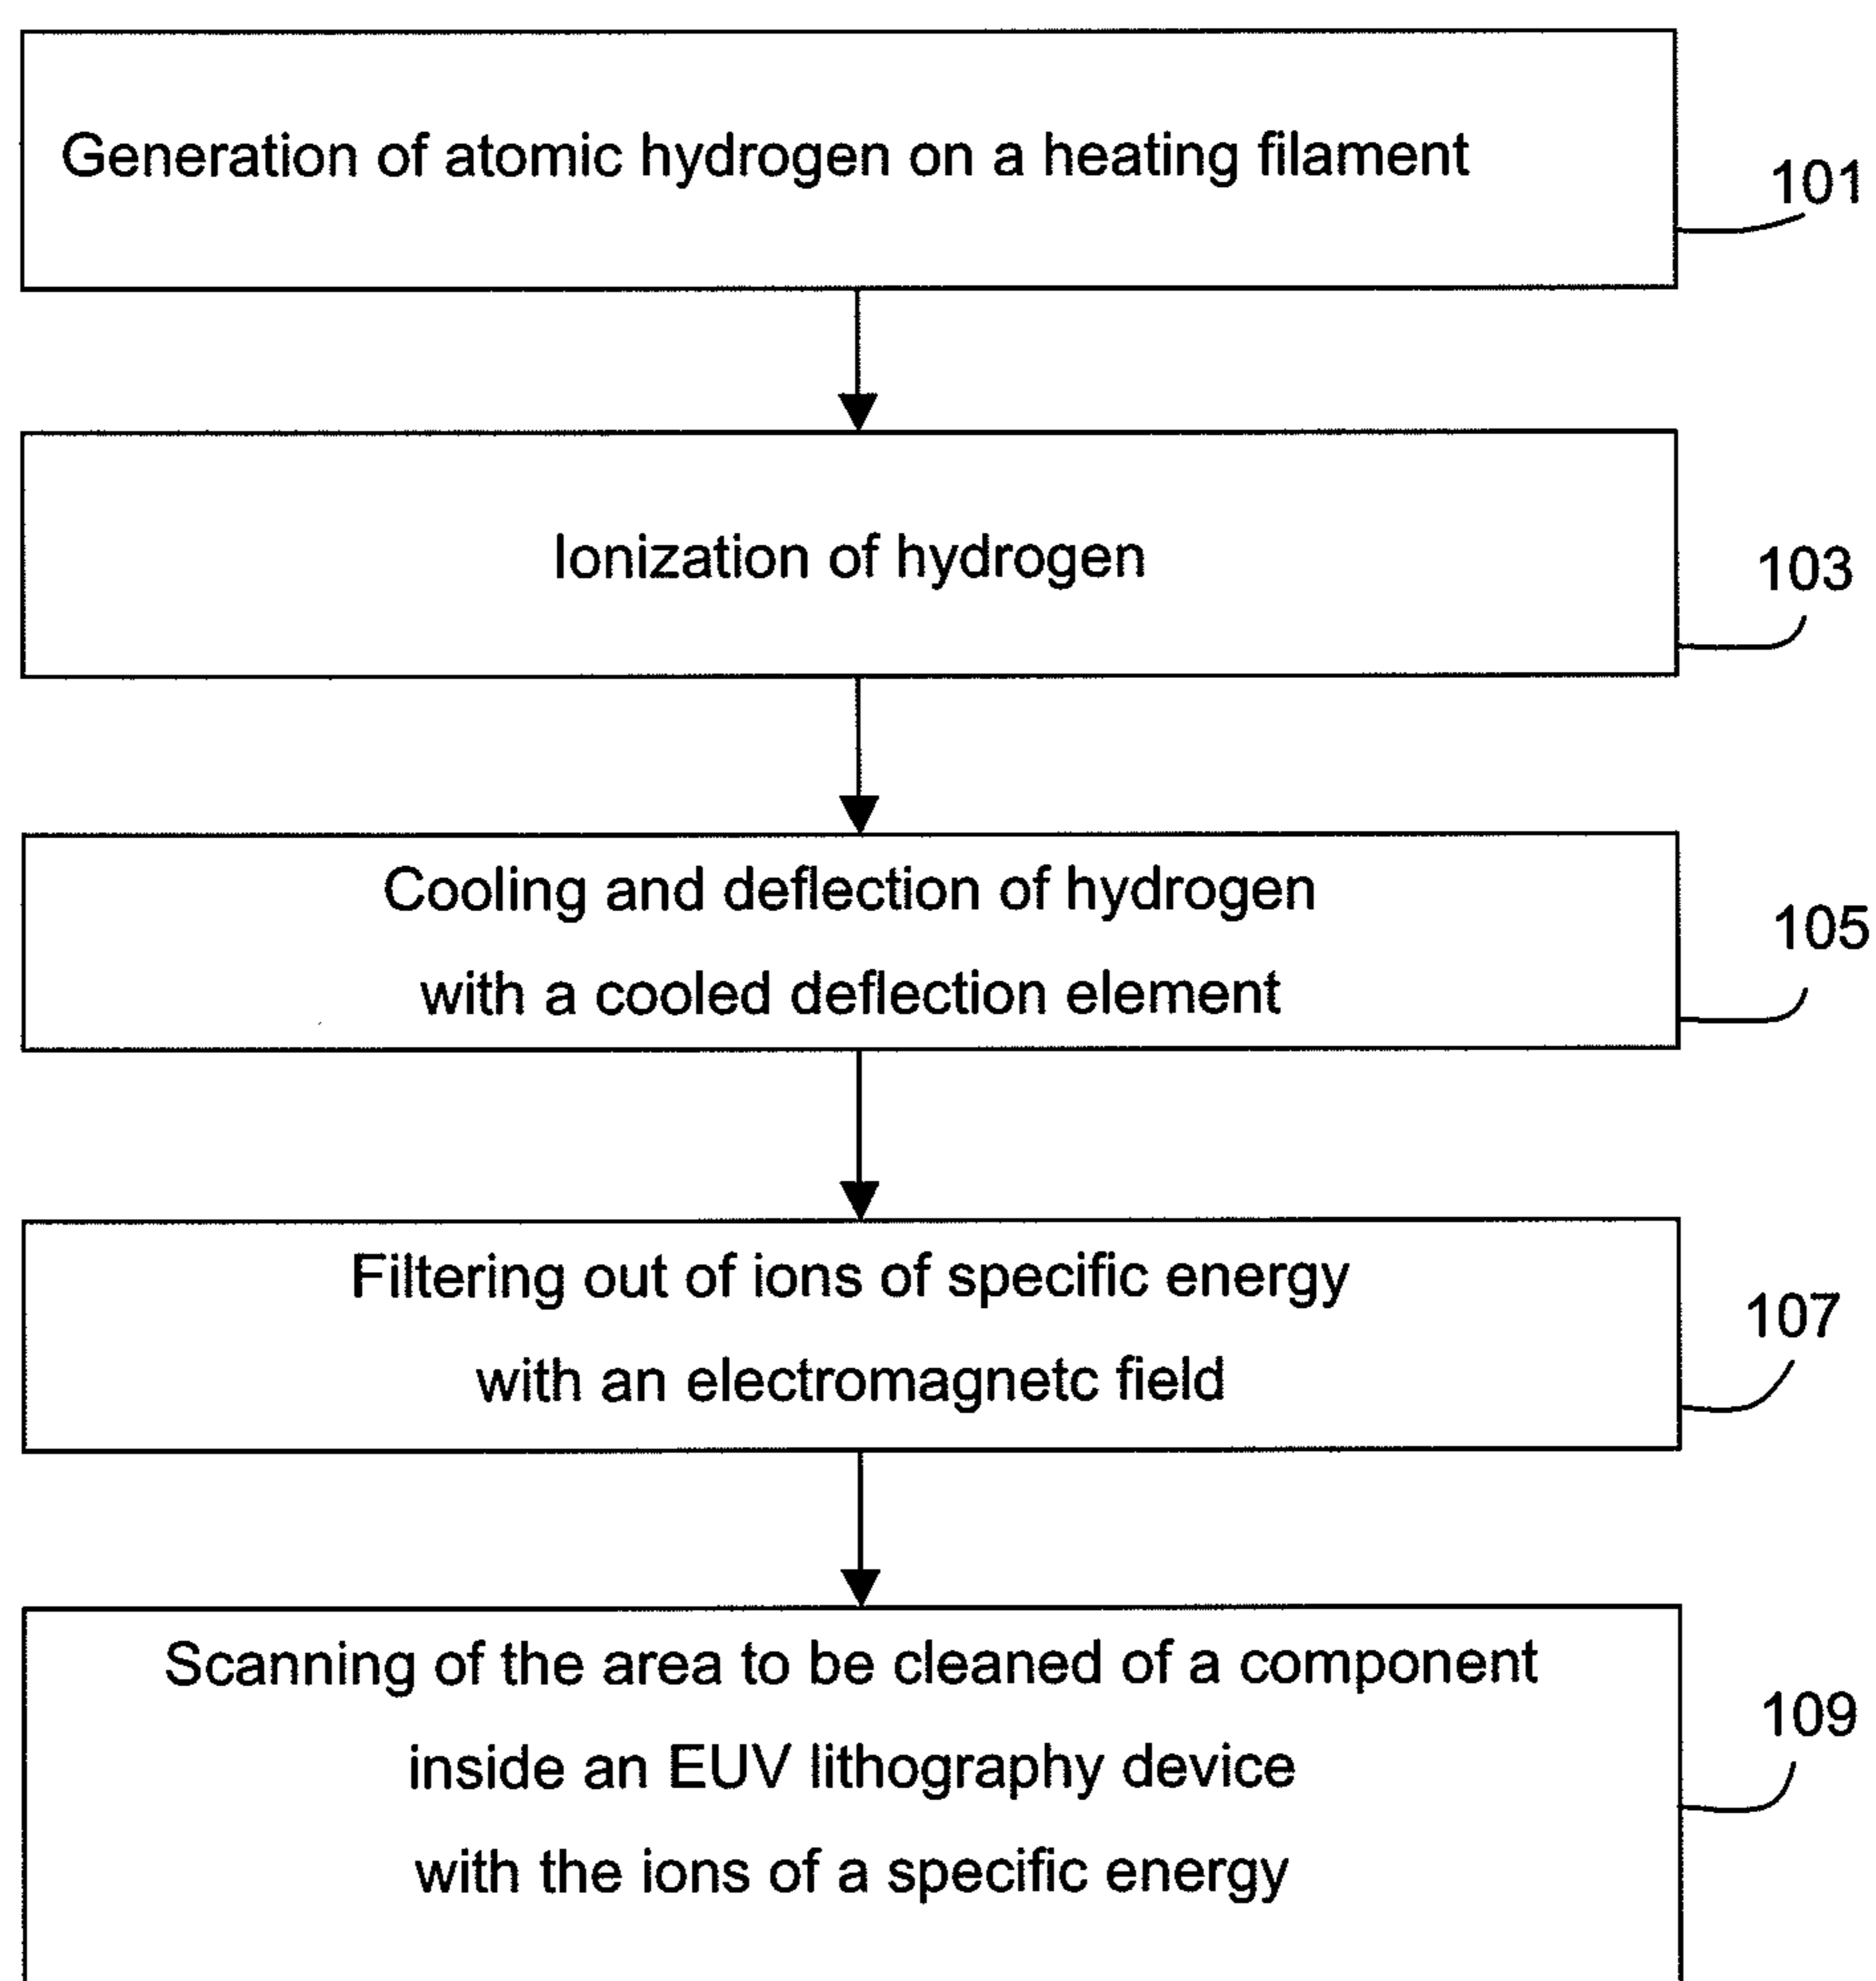 Generation of atomic hydrogen on a heating filament
101
Ionization of hydrogen
103
Cooling and deflection of hydrogen
with a cooled deflection element
105
Filtering out of ions of specific energy
with an electromagnetc field
107
Scanning of the area to be cleaned of a component
inside an EUV lithography device
with the ions of a specific energy
109